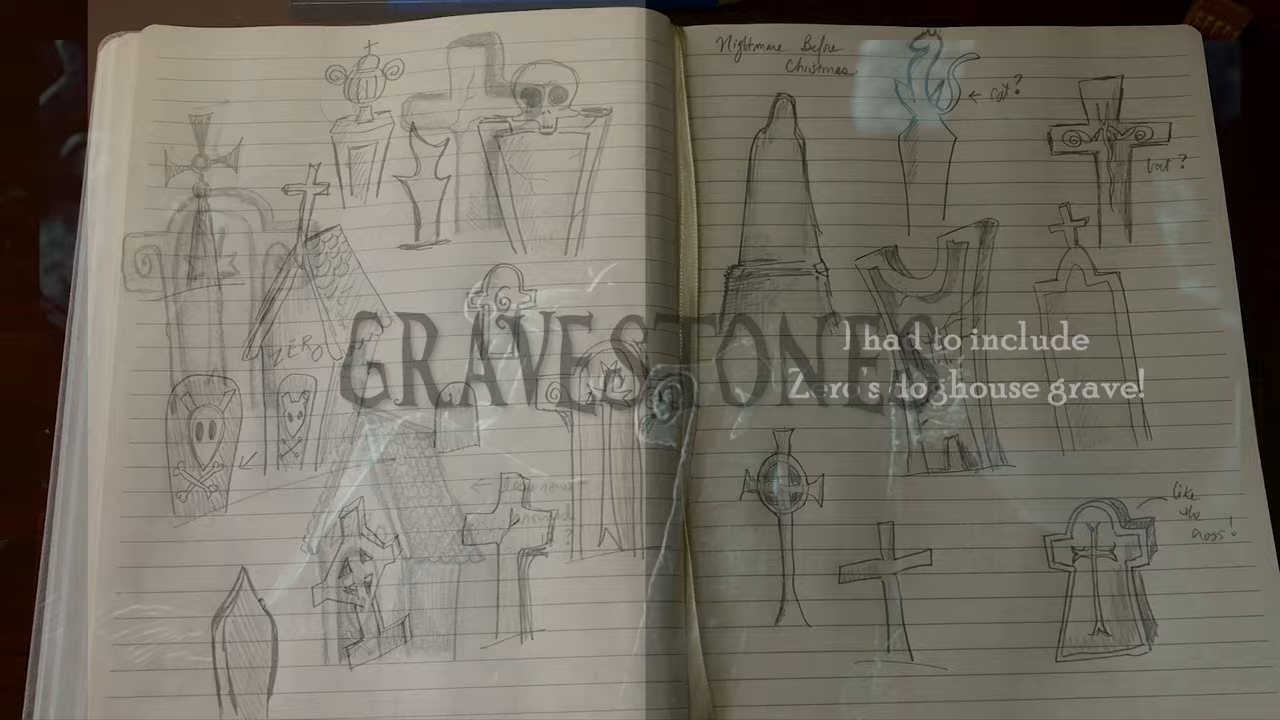 Nightmare Before
Christmas
← cat?
bat?
ZERO
GRAVESTONES
I had to include
Zero's doghouse grave!
like
the
cross!